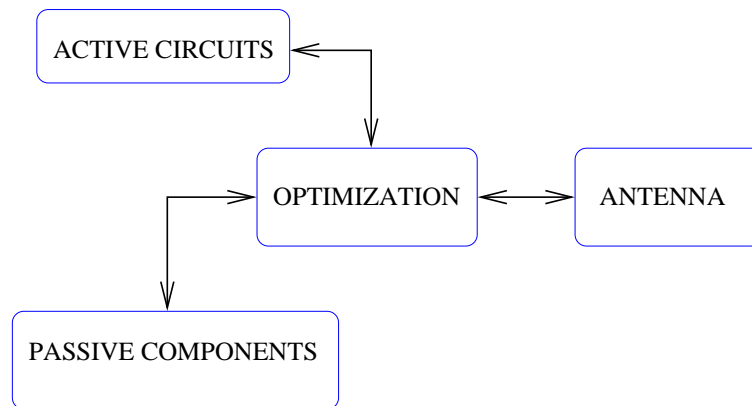 ACTIVE CIRCUITS
OPTIMIZATION
ANTENNA
PASSIVE COMPONENTS